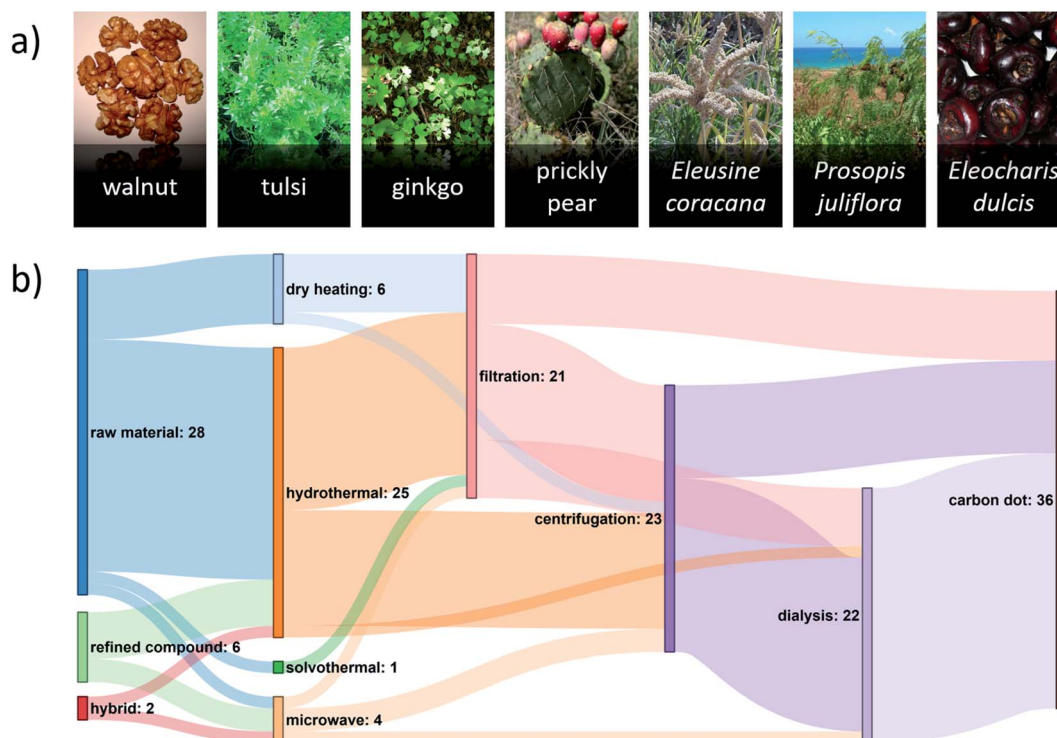 a)
walnut
tulsi
ginkgo
prickly
pear
Eleusine
coracana
Prosopis
juliflora
Eleocharis
dulcis
b)
dry heating: 6
filtration: 21
raw material: 28
hydrothermal: 25
centrifugation: 23
carbon dot: 36
refined compound: 6
dialysis: 22
solvothermal: 1
hybrid: 2
microwave: 4